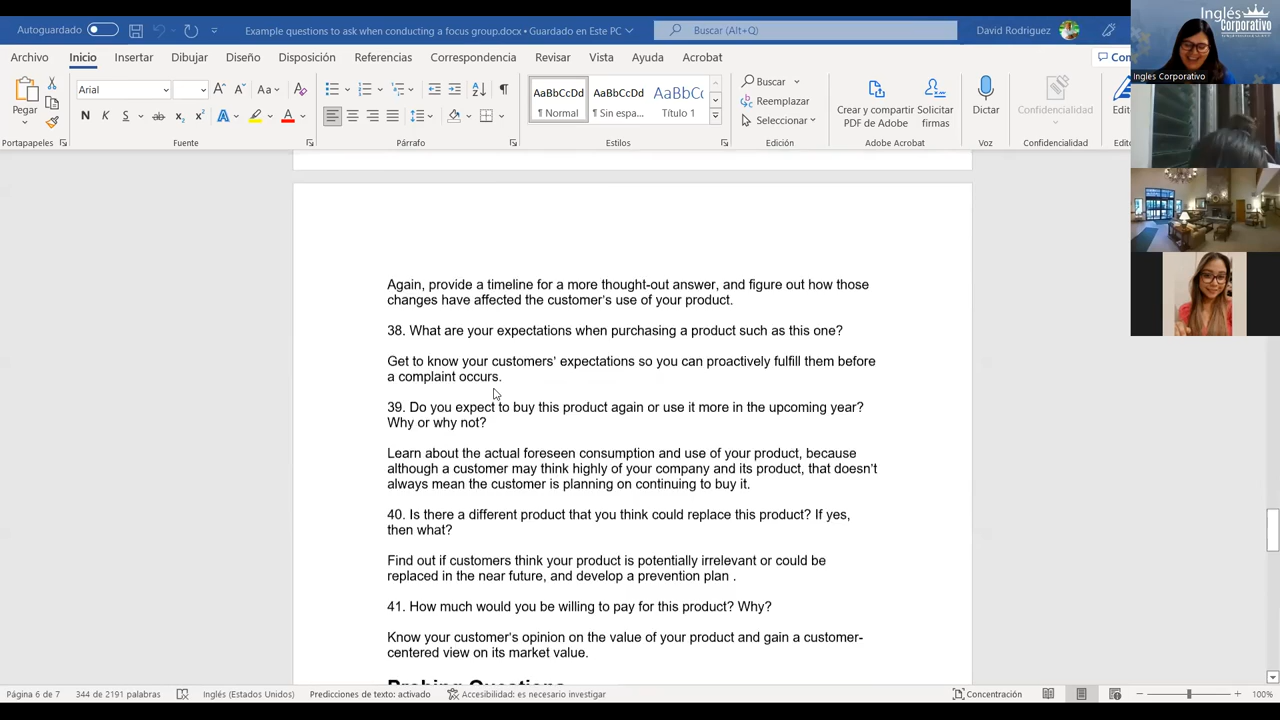 Autoguardado
Example questions to ask when conducting a focus group.docx • Guardado en Este PC
Buscar (Alt+Q)
David Rodriguez
Inglés
Corporativo
Ingles Corporativo
Archivo Inicio Insertar Dibujar Diseño Disposición Referencias Correspondencia Revisar Vista Ayuda Acrobat
Pegar
Arial
Aa
N K S ab x₂ x² A A
AaBbCcDd AaBbCcDd AaBbCc
¶ Normal ¶ Sin espa... Título 1
Buscar
Reemplazar
Seleccionar
Crear y compartir
PDF de Adobe
Solicitar
firmas
Dictar
Confidencialidad
Portapapeles Fuente Párrafo Estilos Edición Adobe Acrobat Voz Confidencialidad
Again, provide a timeline for a more thought-out answer, and figure out how those
changes have affected the customer's use of your product.
38. What are your expectations when purchasing a product such as this one?
Get to know your customers' expectations so you can proactively fulfill them before
a complaint occurs.
39. Do you expect to buy this product again or use it more in the upcoming year?
Why or why not?
Learn about the actual foreseen consumption and use of your product, because
although a customer may think highly of your company and its product, that doesn't
always mean the customer is planning on continuing to buy it.
40. Is there a different product that you think could replace this product? If yes,
then what?
Find out if customers think your product is potentially irrelevant or could be
replaced in the near future, and develop a prevention plan .
41. How much would you be willing to pay for this product? Why?
Know your customer's opinion on the value of your product and gain a customer-
centered view on its market value.
Probing Questions
Página 6 de 7 344 de 2191 palabras Inglés (Estados Unidos) Predicciones de texto: activado Accesibilidad: es necesario investigar Concentración 100%